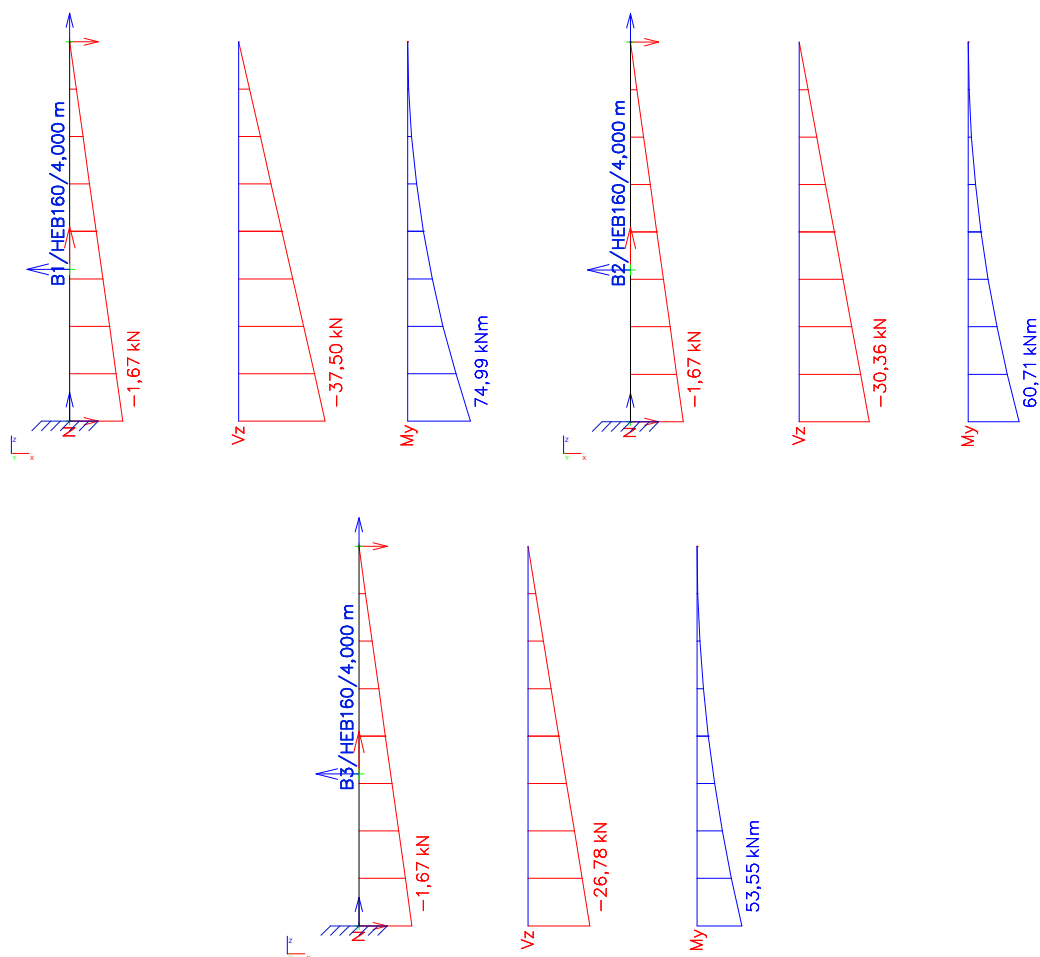 B1/HEB160/4,000 m
N
−1,67 kN
Vz
−37,50 kN
My
74,99 kNm
z
Y
x
B2/HEB160/4,000 m
N
−1,67 kN
Vz
−30,36 kN
My
60,71 kNm
z
Y
x
B3/HEB160/4,000 m
N
−1,67 kN
Vz
−26,78 kN
My
53,55 kNm
z